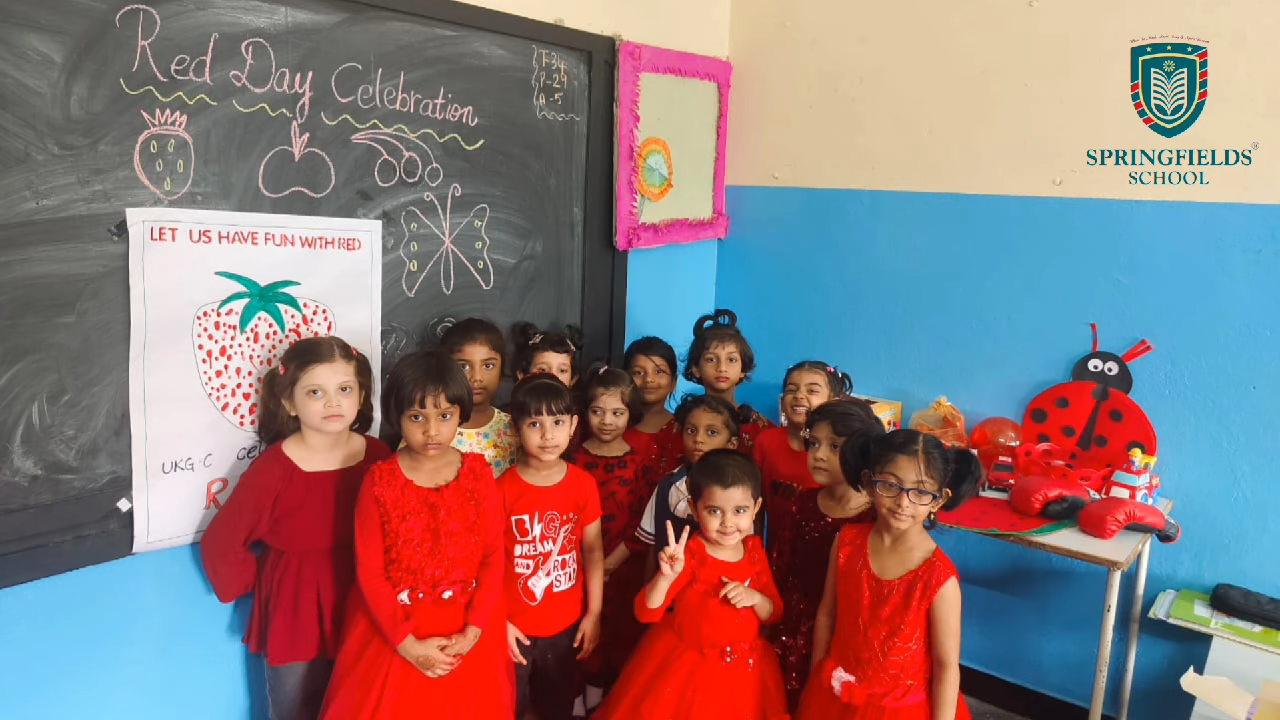 Red Day Celebration
T-34
P-29
A-5
LET US HAVE FUN WITH RED
UKG-C
BIG
DREAM
AND
ROCK
STAR
SPRINGFIELDS®
SCHOOL